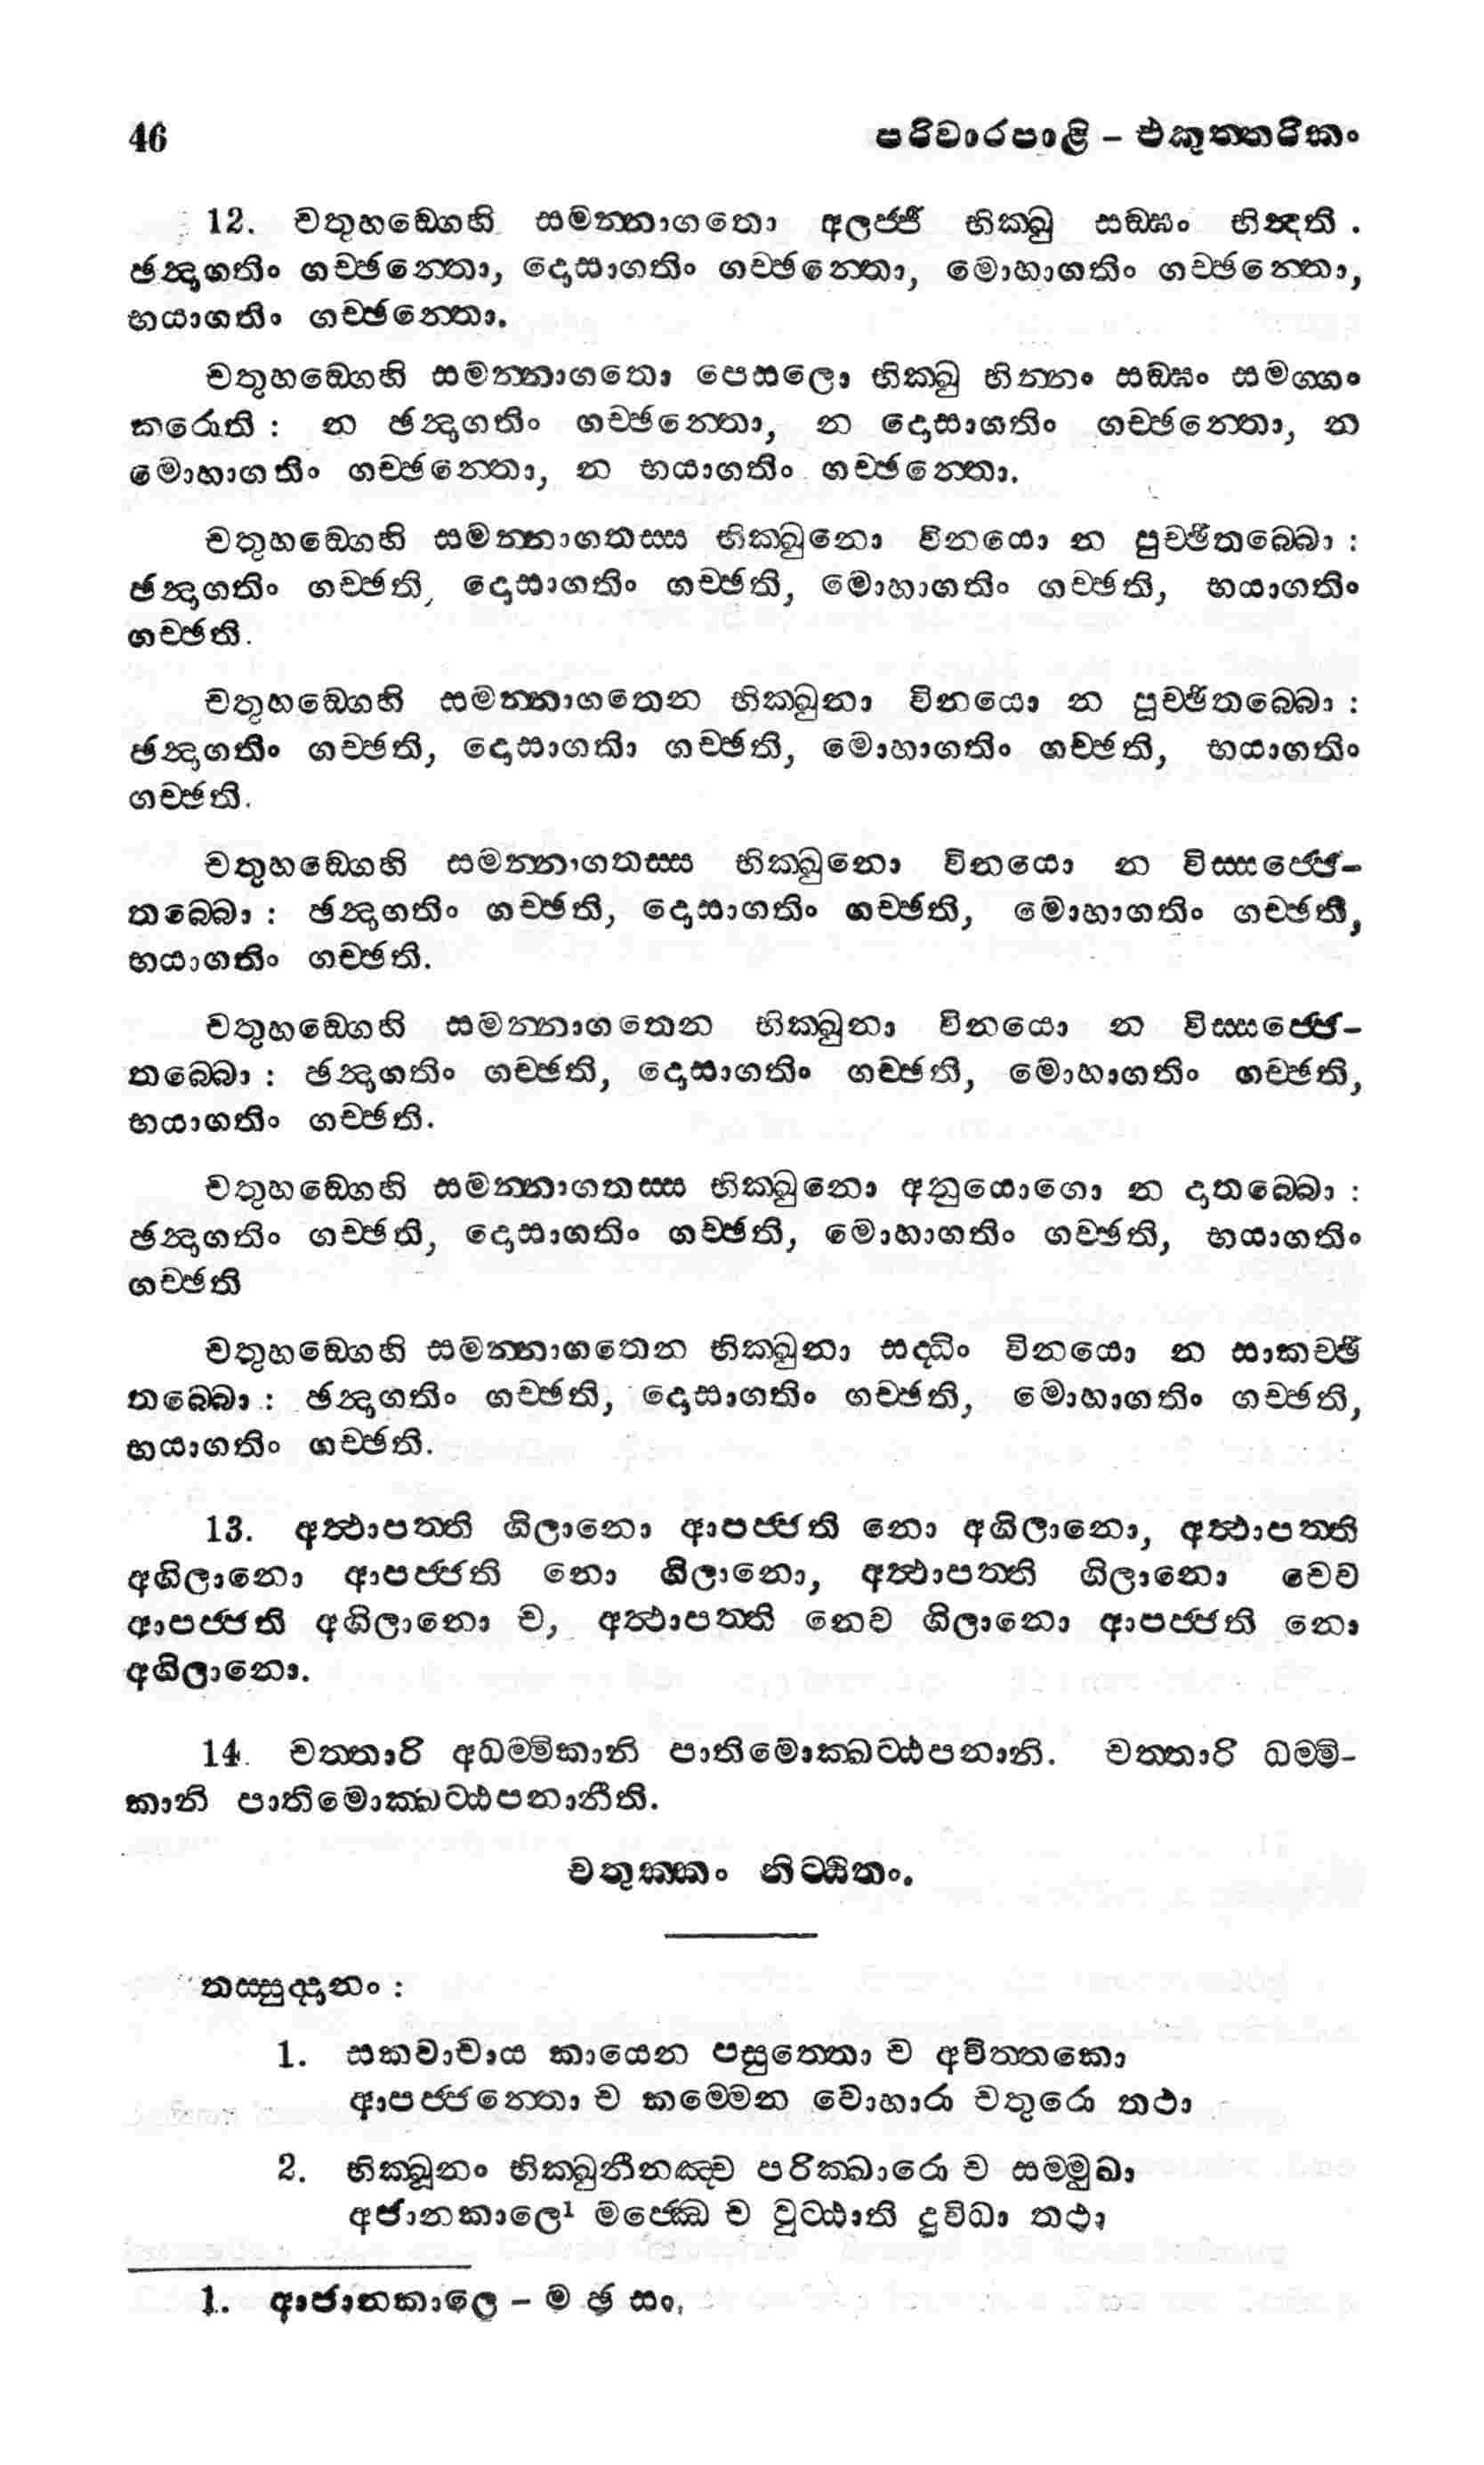 46 පරිවාරපාළි – එකුත්තරිකං
12. චතුහඞ්ගෙහි සමන්නාගතො අලජ්ජී භික්ඛු සඞ්ඝං භින්දති.
ඡන්දාගතිං ගච්ඡන්තො, දොසාගතිං ගච්ඡන්තො, මොහාගතිං ගච්ඡන්තො,
භයාගතිං ගච්ඡන්තො.
චතුහඞ්ගෙහි සමන්නාගතො පෙසලො භික්ඛු භින්නං සඞ්ඝං සමග්ගං
කරොති : න ඡන්දාගතිං ගච්ඡන්තො, න දොසාගතිං ගච්ඡන්තො, න
මොහාගතිං ගච්ඡන්තො, න භයාගතිං ගච්ඡන්තො.
චතුහඞ්ගෙහි සමන්නාගතස්ස භික්ඛුනො විනයො න පුච්ඡිතබ්බො :
ඡන්දාගතිං ගච්ඡති, දොසාගතිං ගච්ඡති, මොහාගතිං ගච්ඡති, භයාගතිං
ගච්ඡති.
චතුහඞ්ගෙහි සමන්නාගතෙන භික්ඛුනා විනයො න පුච්ඡිතබ්බො :
ඡන්දාගතිං ගච්ඡති, දොසාගතිං ගච්ඡති, මොහාගතිං ගච්ඡති, භයාගතිං
ගච්ඡති.
චතුහඞ්ගෙහි සමන්නාගතස්ස භික්ඛුනො විනයො න විස්සජ්ජෙ-
තබ්බො : ඡන්දාගතිං ගච්ඡති, දොසාගතිං ගච්ඡති, මොහාගතිං ගච්ඡති,
භයාගතිං ගච්ඡති.
චතුහඞ්ගෙහි සමන්නාගතෙන භික්ඛුනා විනයො න විස්සජ්ජෙ-
තබ්බො : ඡන්දාගතිං ගච්ඡති, දොසාගතිං ගච්ඡති, මොහාගතිං ගච්ඡති,
භයාගතිං ගච්ඡති.
චතුහඞ්ගෙහි සමන්නාගතස්ස භික්ඛුනො අනුයොගො න දාතබ්බො :
ඡන්දාගතිං ගච්ඡති, දොසාගතිං ගච්ඡති, මොහාගතිං ගච්ඡති, භයාගතිං
ගච්ඡති
චතුහඞ්ගෙහි සමන්නාගතෙන භික්ඛුනා සද්ධිං විනයො න සාකච්ඡි
තබ්බො : ඡන්දාගතිං ගච්ඡති, දොසාගතිං ගච්ඡති, මොහාගතිං ගච්ඡති,
භයාගතිං ගච්ඡති.
13. අත්ථාපත්ති ගිලානො ආපජ්ජති නො අගිලානො, අත්ථාපත්ති
අගිලානො ආපජ්ජති නො ගිලානො, අත්ථාපත්ති ගිලානො චෙව
ආපජ්ජති අගිලානො ච, අත්ථාපත්ති නෙව ගිලානො ආපජ්ජති නො
අගිලානො.
14. චත්තාරි අධම්මිකානි පාතිමොක්ඛට්ඨපනානි. චත්තාරි ධම්මි-
කානි පාතිමොක්ඛට්ඨපනානීති.
චතුක්කං නිට්ඨිතං.
තස්සුද්දානං :
1. සකවාචාය කායෙන පසුත්තො ච අචිත්තකො
ආපජ්ජන්තො ච කම්මෙන වොහාරා චතුරො තථා
2. භික්ඛූනං භික්ඛුනීනඤ්ච පරික්ඛාරො ච සම්මුඛා
අජානකාලෙ¹ මජ්ඣෙ ච වුට්ඨාති දුවිධා තථා
1. ආජානකාලෙ – ම ඡ සං,